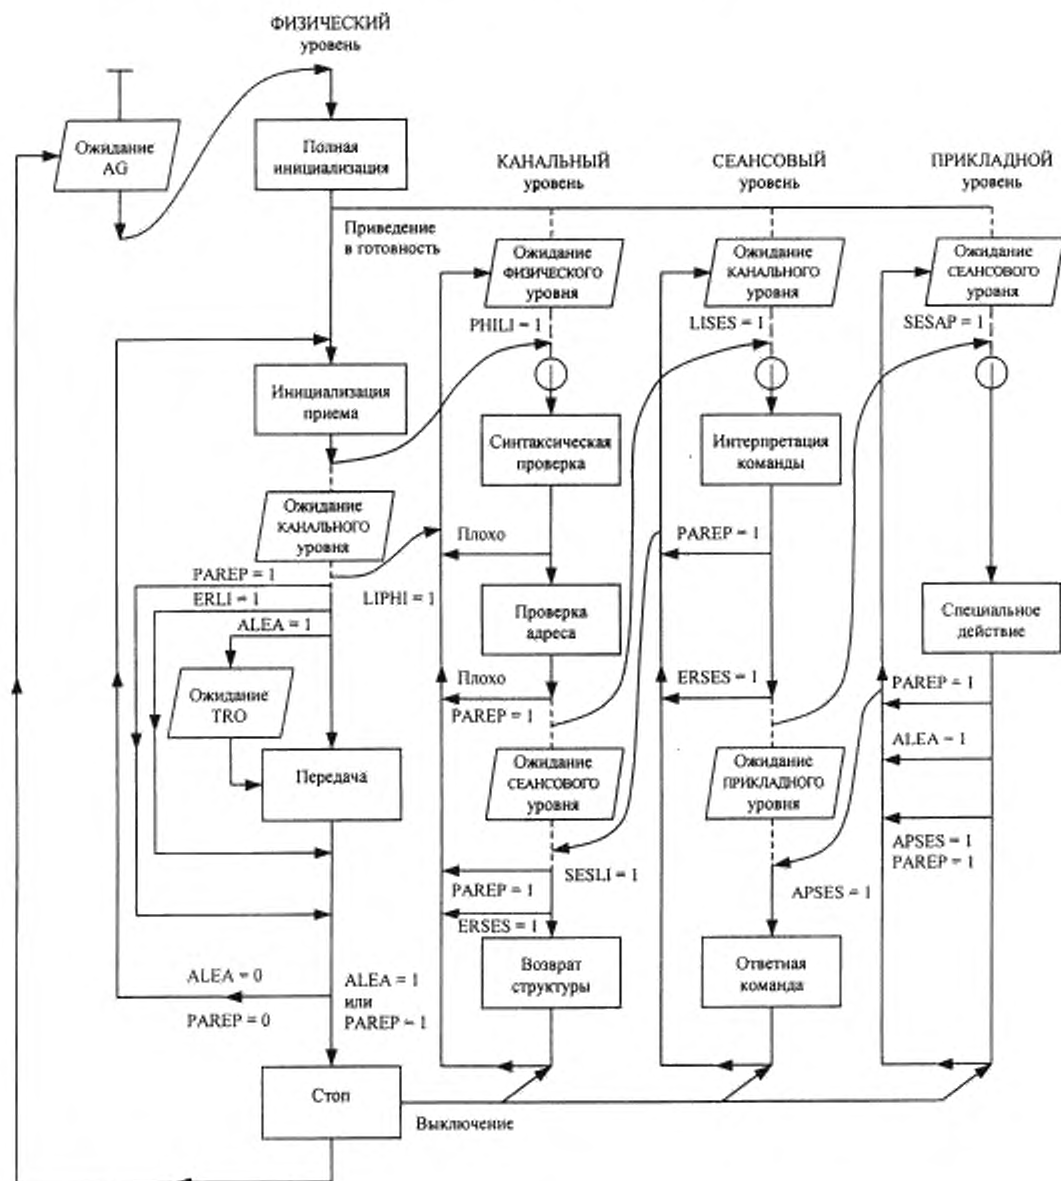 ФИЗИЧЕСКИЙ
уровень
Ожидание
AG
Полная
инициализация
КАНАЛЬНЫЙ
уровень
СЕАНСОВЫЙ
уровень
ПРИКЛАДНОЙ
уровень
Приведение
в готовность
Ожидание
ФИЗИЧЕСКОГО
уровня
Ожидание
КАНАЛЬНОГО
уровня
Ожидание
СЕАНСОВОГО
уровня
PHILI = 1
LISES = 1
SESAP = 1
Инициализация
приема
Синтаксическая
проверка
Интерпретация
команды
Ожидание
КАНАЛЬНОГО
уровня
Плохо
PAREP = 1
PAREP = 1
ERLI = 1
ALEA = 1
LIPHI = 1
Проверка
адреса
Специальное
действие
Ожидание
TRO
Плохо
PAREP = 1
ERSES = 1
PAREP = 1
ALEA = 1
Передача
Ожидание
СЕАНСОВОГО
уровня
Ожидание
ПРИКЛАДНОГО
уровня
APSES = 1
PAREP = 1
SESLI = 1
PAREP = 1
APSES = 1
ERSES = 1
Возврат
структуры
Ответная
команда
ALEA = 0
PAREP = 0
ALEA = 1
или
PAREP = 1
Стоп
Выключение